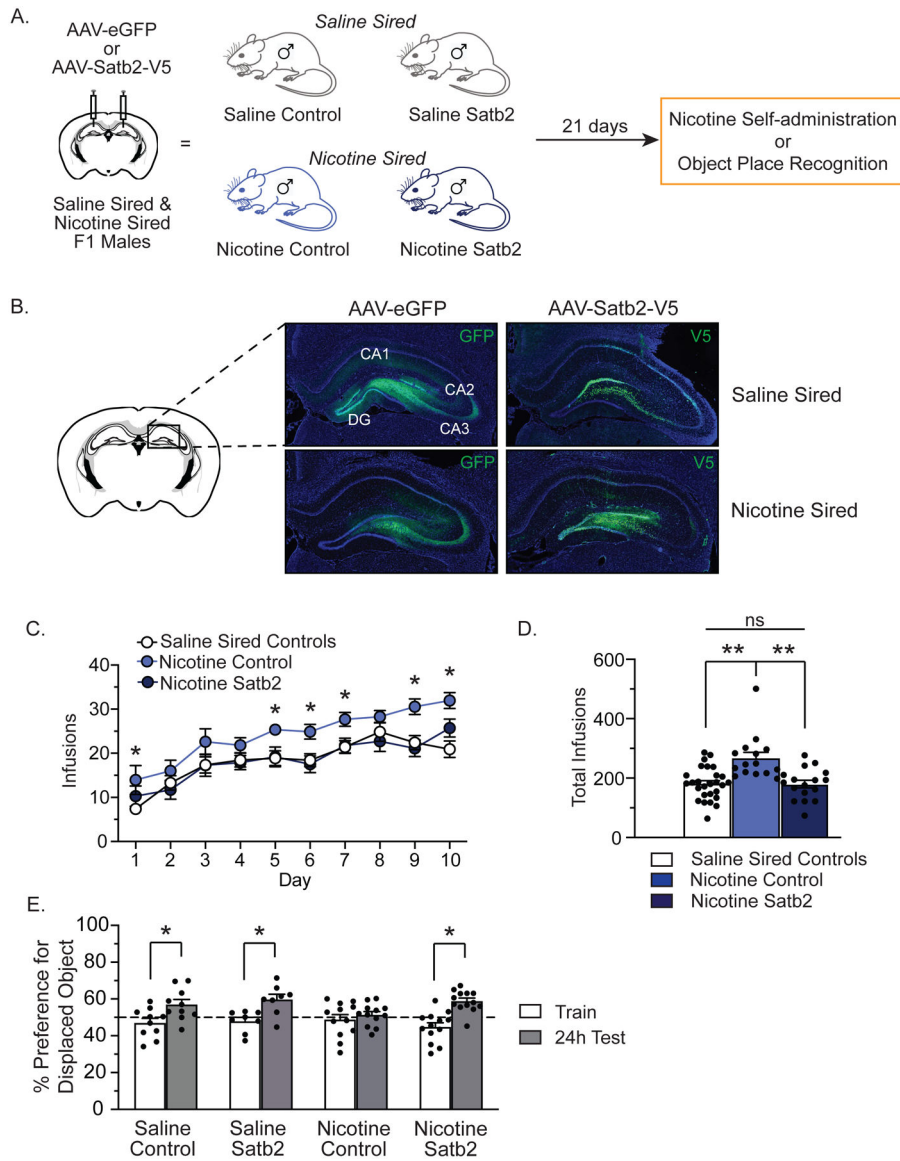 A.
AAV-eGFP
or
AAV-Satb2-V5
=
Saline Sired &
Nicotine Sired
F1 Males
Saline Sired
♂ ♂
Saline Control Saline Satb2
Nicotine Sired
♂ ♂
Nicotine Control Nicotine Satb2
21 days
Nicotine Self-administration
or
Object Place Recognition
B.
AAV-eGFP AAV-Satb2-V5
GFP V5
CA1
CA2
DG
CA3
Saline Sired
GFP V5
Nicotine Sired
C.
Saline Sired Controls
Nicotine Control
Nicotine Satb2
Infusions
40
30
20
10
0
* * * * * *
1 2 3 4 5 6 7 8 9 10
Day
D.
ns
** **
Total Infusions
600
400
200
0
Saline Sired Controls
Nicotine Control
Nicotine Satb2
E.
% Preference for
Displaced Object
100
80
60
40
20
0
* * *
Train
24h Test
Saline
Control
Saline
Satb2
Nicotine
Control
Nicotine
Satb2